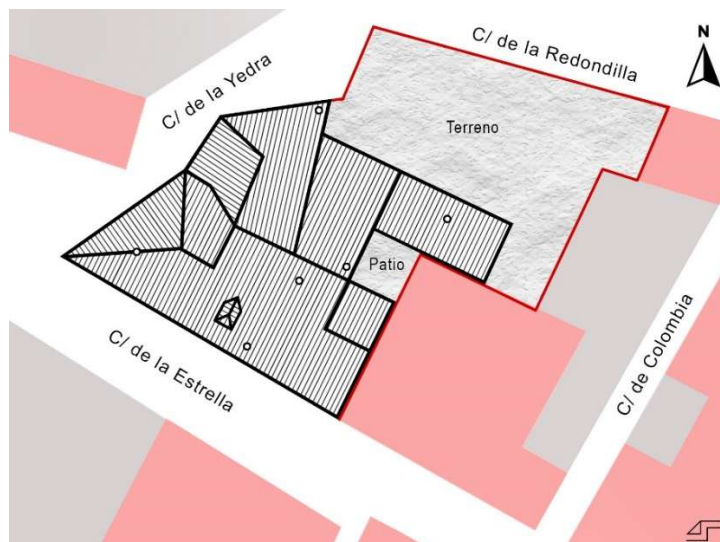 C/ de la Redondilla
N
C/ de la Yedra
Terreno
Patio
C/ de la Estrella
C/ de Colombia